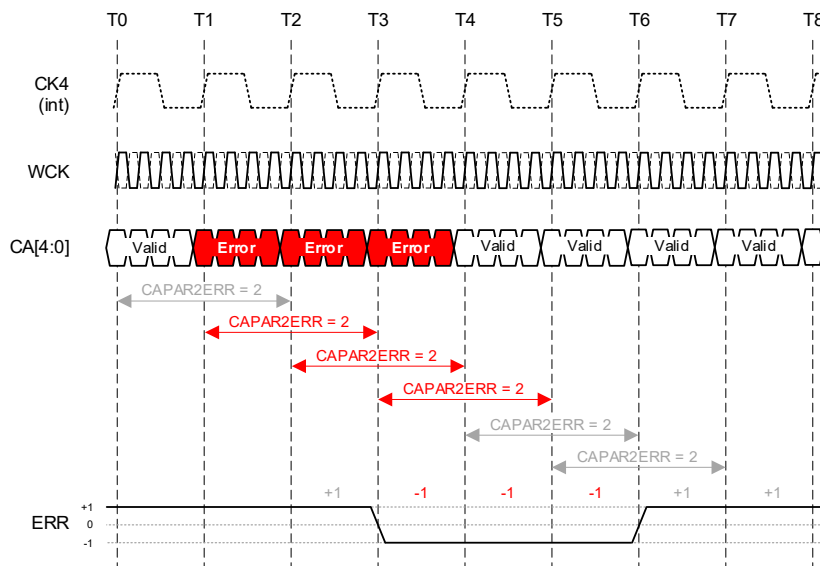 T0 T1 T2 T3 T4 T5 T6 T7 T8
CK4
(int)
WCK
CA[4:0] Valid Error Error Error Valid Valid Valid Valid
CAPAR2ERR = 2
CAPAR2ERR = 2
CAPAR2ERR = 2
CAPAR2ERR = 2
CAPAR2ERR = 2
CAPAR2ERR = 2
+1 -1 -1 -1 +1 +1
+1
ERR 0
-1